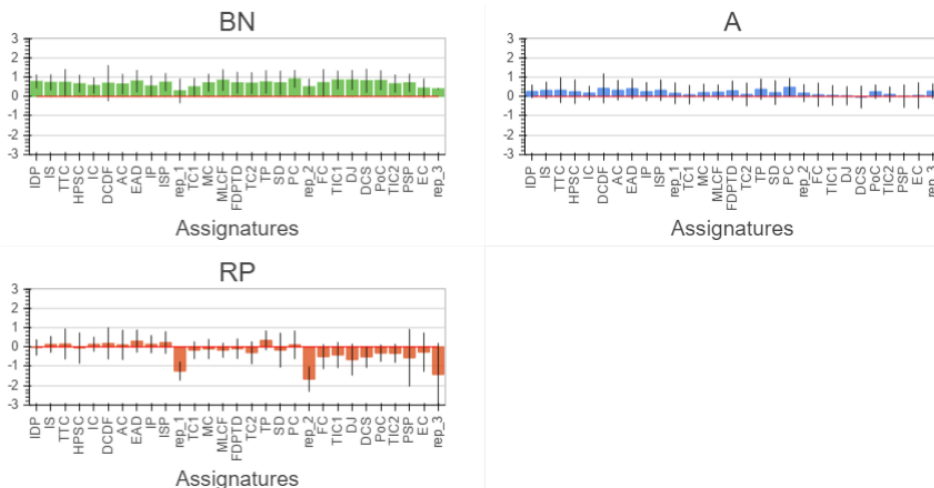 BN
3
2
1
0
-1
-2
-3
IDP IS TTC HPSC IC DCDF AC EAD IP ISP rep_1 TC1 MC MLCF FDPTD TC2 TP SD PC rep_2 FC TIC1 DJ DCS PoC TIC2 PSP EC rep_3
Assignatures
A
3
2
1
0
-1
-2
-3
IDP IS TTC HPSC IC DCDF AC EAD IP ISP rep_1 TC1 MC MLCF FDPTD TC2 TP SD PC rep_2 FC TIC1 DJ DCS PoC TIC2 PSP EC rep_3
Assignatures
RP
3
2
1
0
-1
-2
-3
IDP IS TTC HPSC IC DCDF AC EAD IP ISP rep_1 TC1 MC MLCF FDPTD TC2 TP SD PC rep_2 FC TIC1 DJ DCS PoC TIC2 PSP EC rep_3
Assignatures